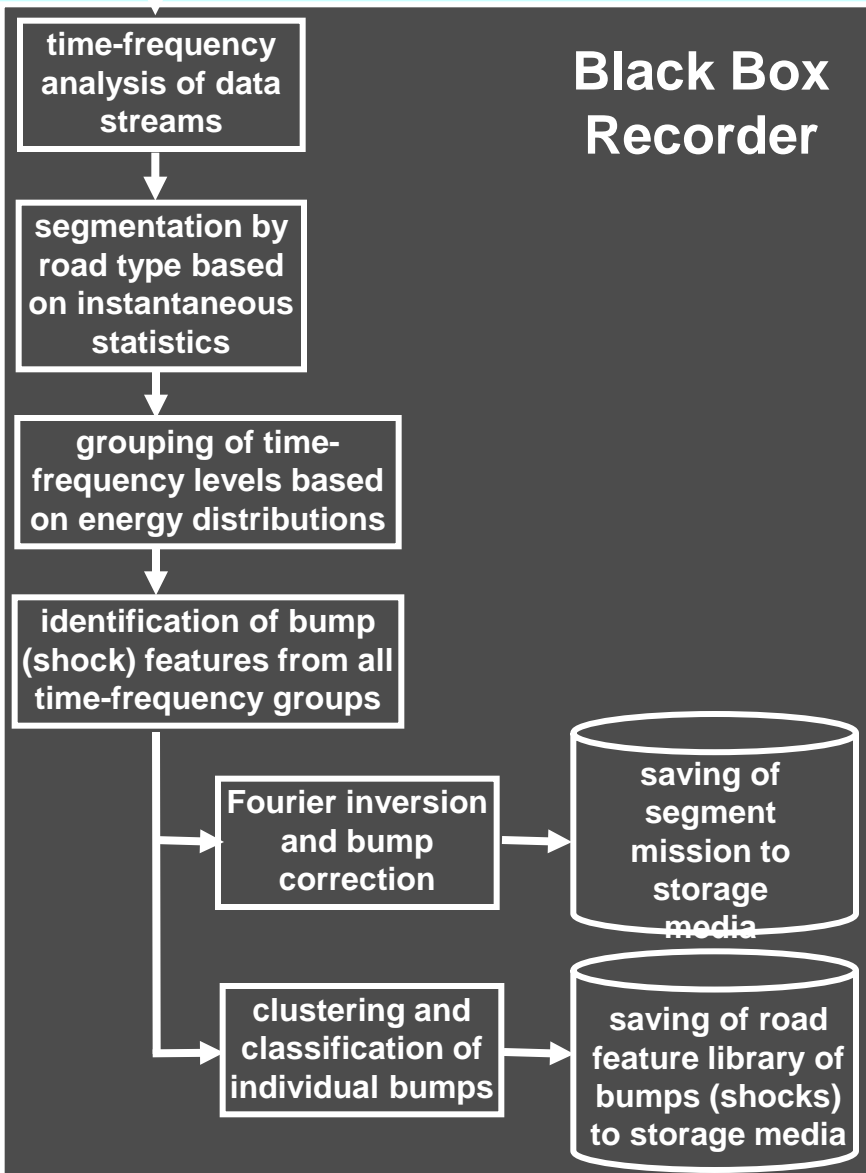 Black Box
Recorder
time-frequency
analysis of data
streams
segmentation by
road type based
on instantaneous
statistics
grouping of time-
frequency levels based
on energy distributions
identification of bump
(shock) features from all
time-frequency groups
Fourier inversion
and bump
correction
saving of
segment
mission to
storage
media
clustering and
classification of
individual bumps
saving of road
feature library of
bumps (shocks)
to storage media